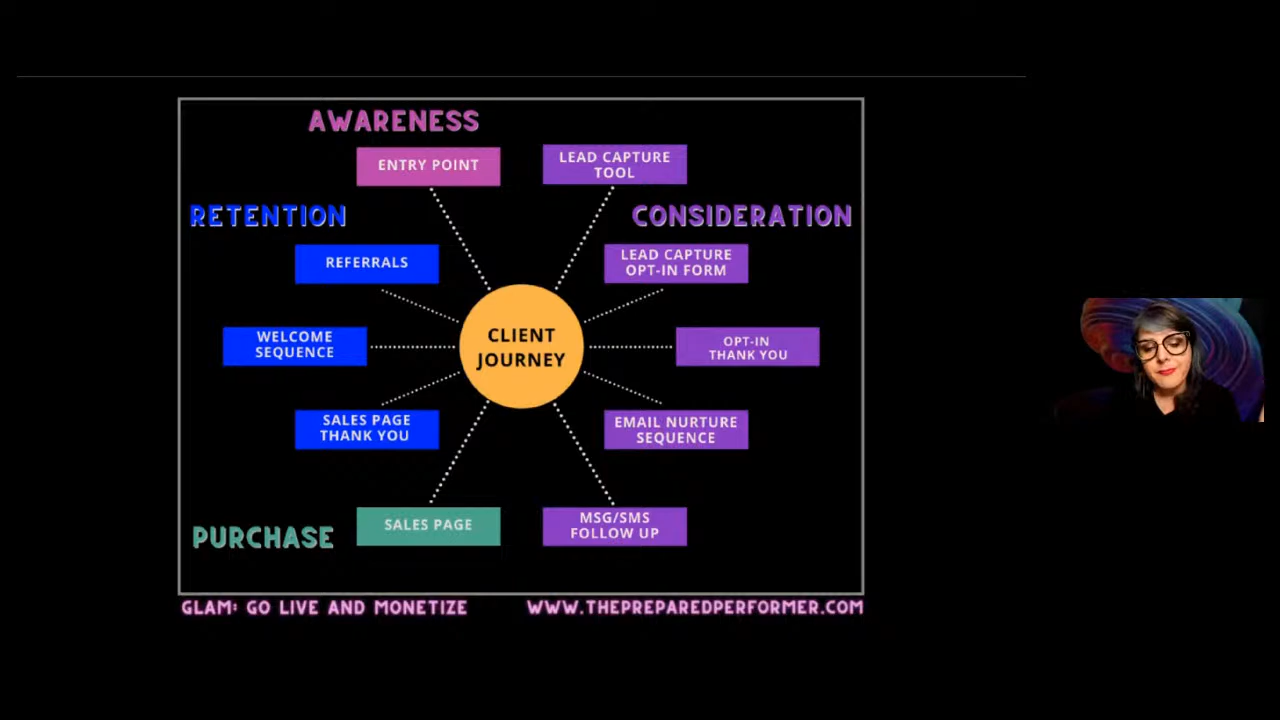 AWARENESS
ENTRY POINT
LEAD CAPTURE
TOOL
RETENTION
CONSIDERATION
REFERRALS
LEAD CAPTURE
OPT-IN FORM
WELCOME
SEQUENCE
CLIENT
JOURNEY
OPT-IN
THANK YOU
SALES PAGE
THANK YOU
EMAIL NURTURE
SEQUENCE
PURCHASE
SALES PAGE
MSG/SMS
FOLLOW UP
GLAM: GO LIVE AND MONETIZE
WWW.THEPREPAREDPERFORMER.COM